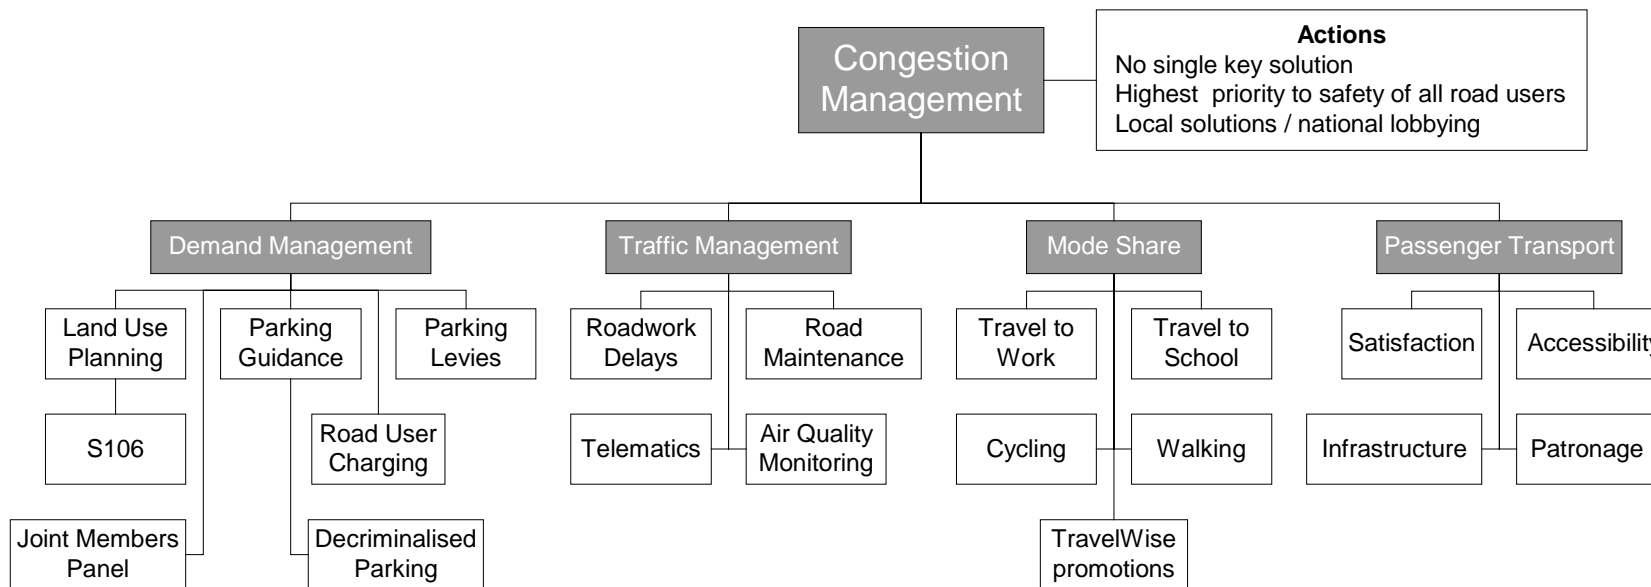 Congestion
Management
Actions
No single key solution
Highest priority to safety of all road users
Local solutions / national lobbying
Demand Management
Traffic Management
Mode Share
Passenger Transport
Land Use
Planning
Parking
Guidance
Parking
Levies
Roadwork
Delays
Road
Maintenance
Travel to
Work
Travel to
School
Satisfaction
Accessibility
S106
Road User
Charging
Telematics
Air Quality
Monitoring
Cycling
Walking
Infrastructure
Patronage
Joint Members
Panel
Decriminalised
Parking
TravelWise
promotions